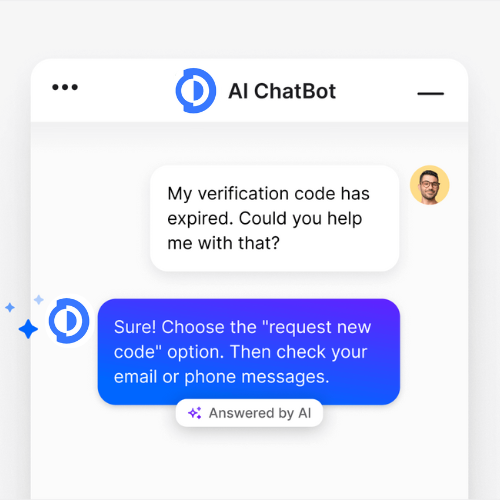 AI ChatBot
My verification code has
expired. Could you help
me with that?
Sure! Choose the "request new
code" option. Then check your
email or phone messages.
Answered by AI